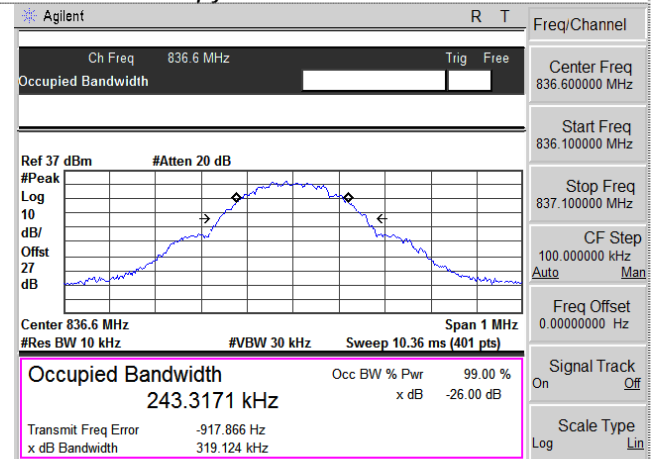 Agilent
R T
Freq/Channel
Ch Freq 836.6 MHz Trig Free
Occupied Bandwidth
Center Freq
836.600000 MHz
Start Freq
836.100000 MHz
Stop Freq
837.100000 MHz
CF Step
100.000000 kHz
Auto Man
Freq Offset
0.00000000 Hz
Signal Track
On Off
Scale Type
Log Lin
Ref 37 dBm #Atten 20 dB
#Peak
Log
10
dB/
Offst
27
dB
Center 836.6 MHz Span 1 MHz
#Res BW 10 kHz #VBW 30 kHz Sweep 10.36 ms (401 pts)
Occupied Bandwidth Occ BW % Pwr 99.00 %
243.3171 kHz x dB -26.00 dB
Transmit Freq Error -917.866 Hz
x dB Bandwidth 319.124 kHz